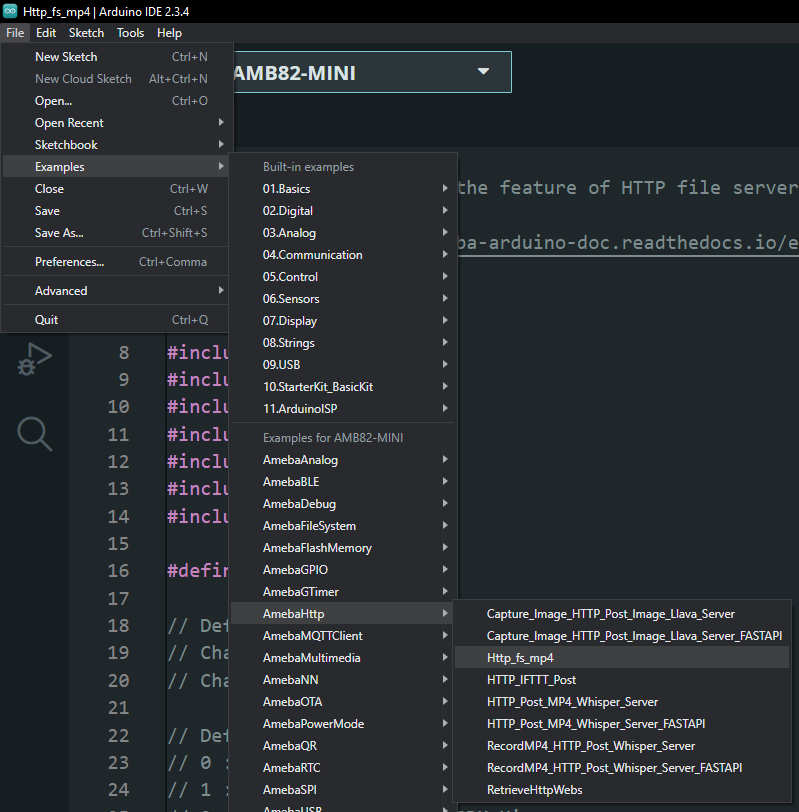 Http_fs_mp4 | Arduino IDE 2.3.4
File Edit Sketch Tools Help
New Sketch Ctrl+N
New Cloud Sketch Alt+Ctrl+N
Open... Ctrl+O
Open Recent
Sketchbook
Examples
Close Ctrl+W
Save Ctrl+S
Save As... Ctrl+Shift+S
Preferences... Ctrl+Comma
Advanced
Quit Ctrl+Q
AMB82-MINI
Built-in examples
01.Basics
02.Digital
03.Analog
04.Communication
05.Control
06.Sensors
07.Display
08.Strings
09.USB
10.StarterKit_BasicKit
11.ArduinoISP
Examples for AMB82-MINI
AmebaAnalog
AmebaBLE
AmebaDebug
AmebaFileSystem
AmebaFlashMemory
AmebaGPIO
AmebaGTimer
AmebaHttp
AmebaMQTTClient
AmebaMultimedia
AmebaNN
AmebaOTA
AmebaPowerMode
AmebaQR
AmebaRTC
AmebaSPI
AmebaUSB
Capture_Image_HTTP_Post_Image_Llava_Server
Capture_Image_HTTP_Post_Image_Llava_Server_FASTAPI
Http_fs_mp4
HTTP_IFTTT_Post
HTTP_Post_MP4_Whisper_Server
HTTP_Post_MP4_Whisper_Server_FASTAPI
RecordMP4_HTTP_Post_Whisper_Server
RecordMP4_HTTP_Post_Whisper_Server_FASTAPI
RetrieveHttpWebs
the feature of HTTP file server
ba-arduino-doc.readthedocs.io/e
8 #inclu
9 #inclu
10 #inclu
11 #inclu
12 #inclu
13 #inclu
14 #inclu
15
16 #defin
17
18 // Def
19 // Cha
20 // Cha
21
22 // Def
23 // 0 :
24 // 1 :